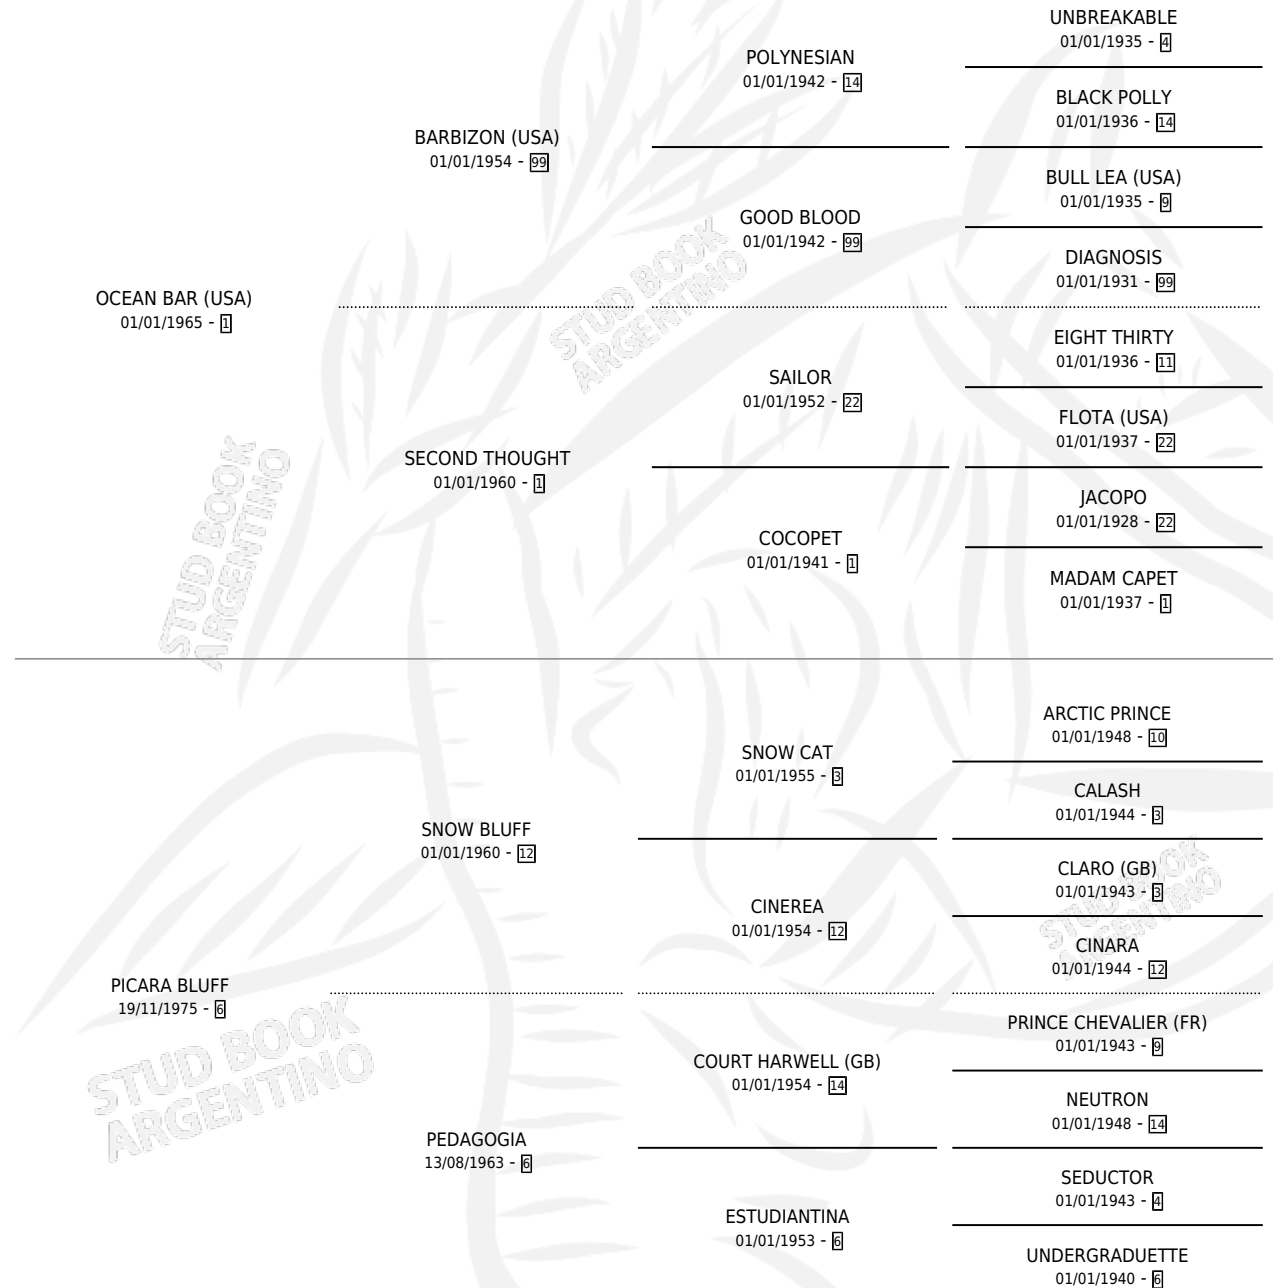 UNBREAKABLE
01/01/1935 - 4
POLYNESIAN
01/01/1942 - 14
BLACK POLLY
01/01/1936 - 14
BARBIZON (USA)
01/01/1954 - 99
BULL LEA (USA)
01/01/1935 - 9
GOOD BLOOD
01/01/1942 - 99
DIAGNOSIS
01/01/1931 - 99
OCEAN BAR (USA)
01/01/1965 - 1
EIGHT THIRTY
01/01/1936 - 11
SAILOR
01/01/1952 - 22
FLOTA (USA)
01/01/1937 - 22
SECOND THOUGHT
01/01/1960 - 1
JACOPO
01/01/1928 - 22
COCOPET
01/01/1941 - 1
MADAM CAPET
01/01/1937 - 1
ARCTIC PRINCE
01/01/1948 - 10
SNOW CAT
01/01/1955 - 3
CALASH
01/01/1944 - 3
SNOW BLUFF
01/01/1960 - 12
CLARO (GB)
01/01/1943 - 3
CINEREA
01/01/1954 - 12
CINARA
01/01/1944 - 12
PICARA BLUFF
19/11/1975 - 6
PRINCE CHEVALIER (FR)
01/01/1943 - 9
COURT HARWELL (GB)
01/01/1954 - 14
NEUTRON
01/01/1948 - 14
PEDAGOGIA
13/08/1963 - 6
SEDUCTOR
01/01/1943 - 4
ESTUDIANTINA
01/01/1953 - 6
UNDERGRADUETTE
01/01/1940 - 6
STUD BOOK
ARGENTINO
STUD BOOK
ARGENTINO
STUD BOOK
ARGENTINO
STUD BOOK
ARGENTINO